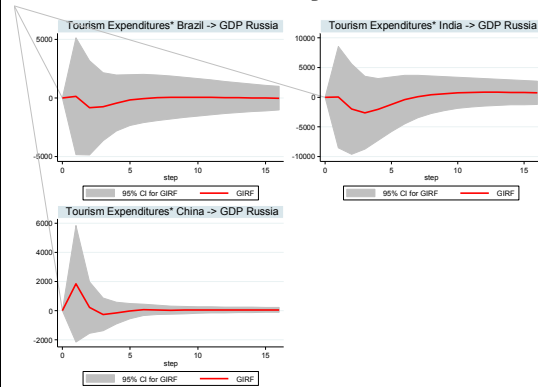 Tourism Expenditures* Brazil -> GDP Russia
5000
0
-5000
0
5
10
15
step
95% CI for GIRF
GIRF
Tourism Expenditures* India -> GDP Russia
10000
5000
0
-5000
-10000
0
5
10
15
step
95% CI for GIRF
GIRF
Tourism Expenditures* China -> GDP Russia
6000
4000
2000
0
-2000
0
5
10
15
step
95% CI for GIRF
GIRF